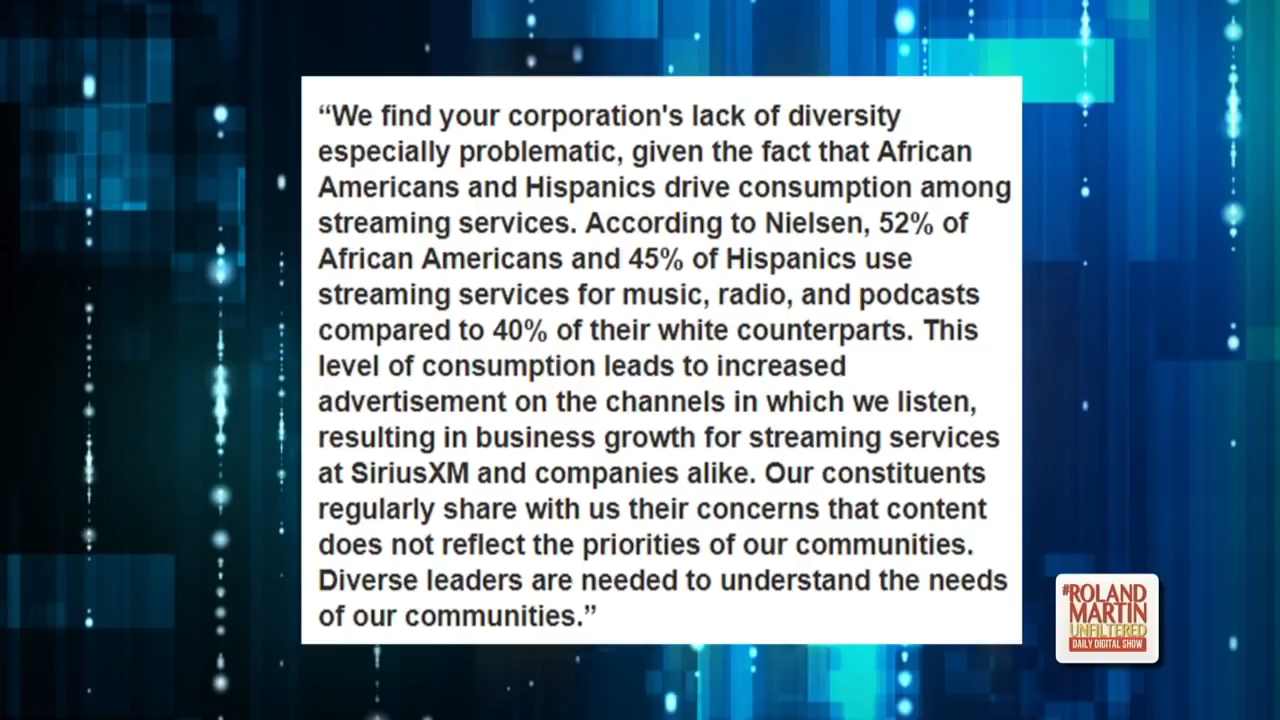 “We find your corporation's lack of diversity
especially problematic, given the fact that African
Americans and Hispanics drive consumption among
streaming services. According to Nielsen, 52% of
African Americans and 45% of Hispanics use
streaming services for music, radio, and podcasts
compared to 40% of their white counterparts. This
level of consumption leads to increased
advertisement on the channels in which we listen,
resulting in business growth for streaming services
at SiriusXM and companies alike. Our constituents
regularly share with us their concerns that content
does not reflect the priorities of our communities.
Diverse leaders are needed to understand the needs
of our communities.”
#ROLAND
MARTIN
UNFILTERED
DAILY DIGITAL SHOW